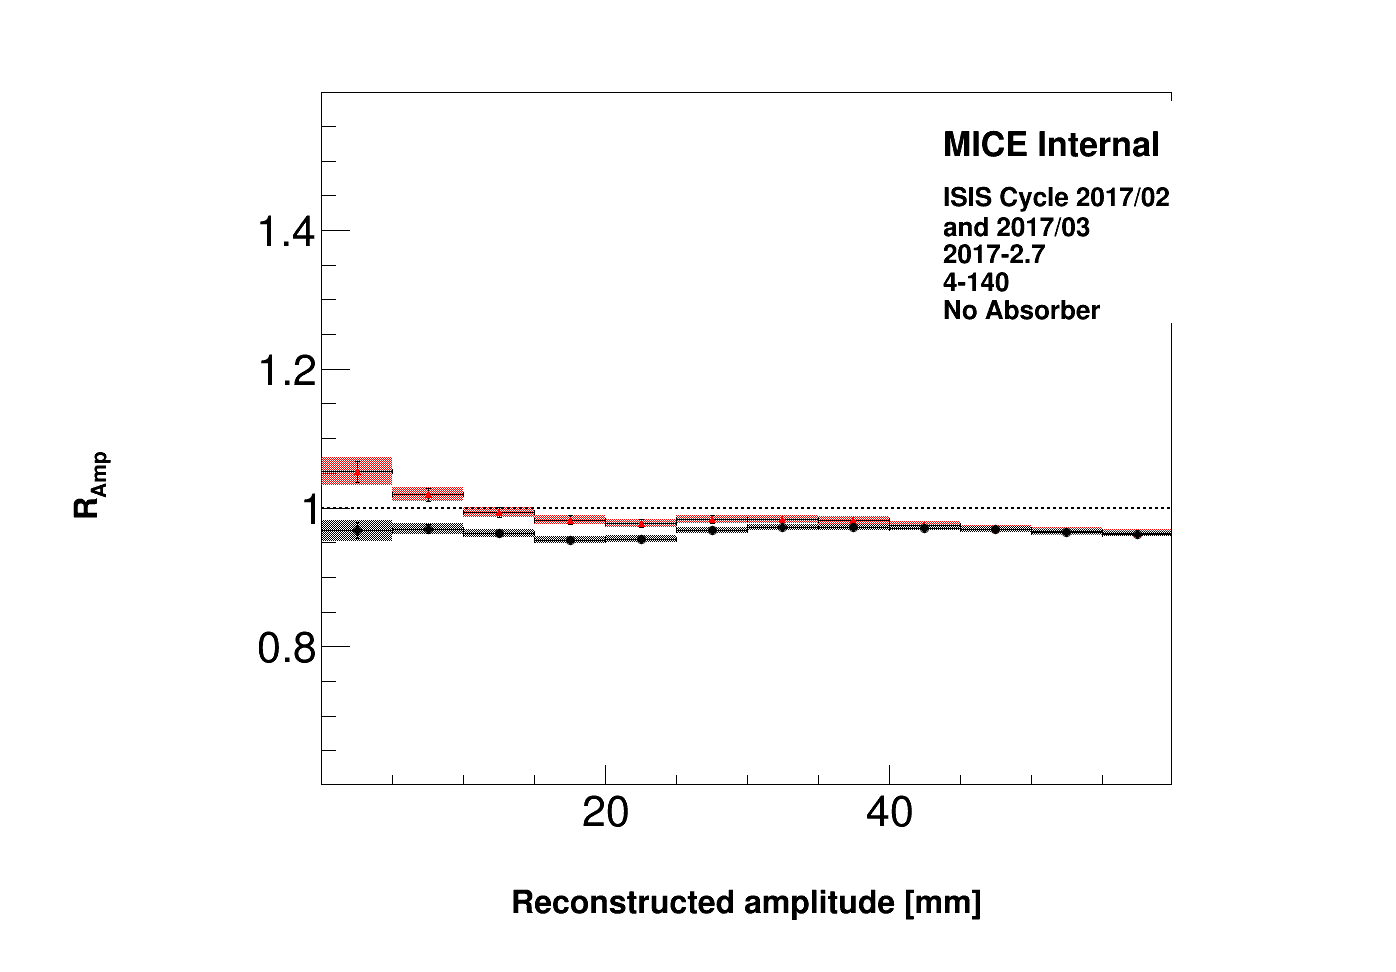 MICE Internal
ISIS Cycle 2017/02
and 2017/03
2017-2.7
4-140
No Absorber
1.4
1.2
1
0.8
R_Amp
20 40
Reconstructed amplitude [mm]